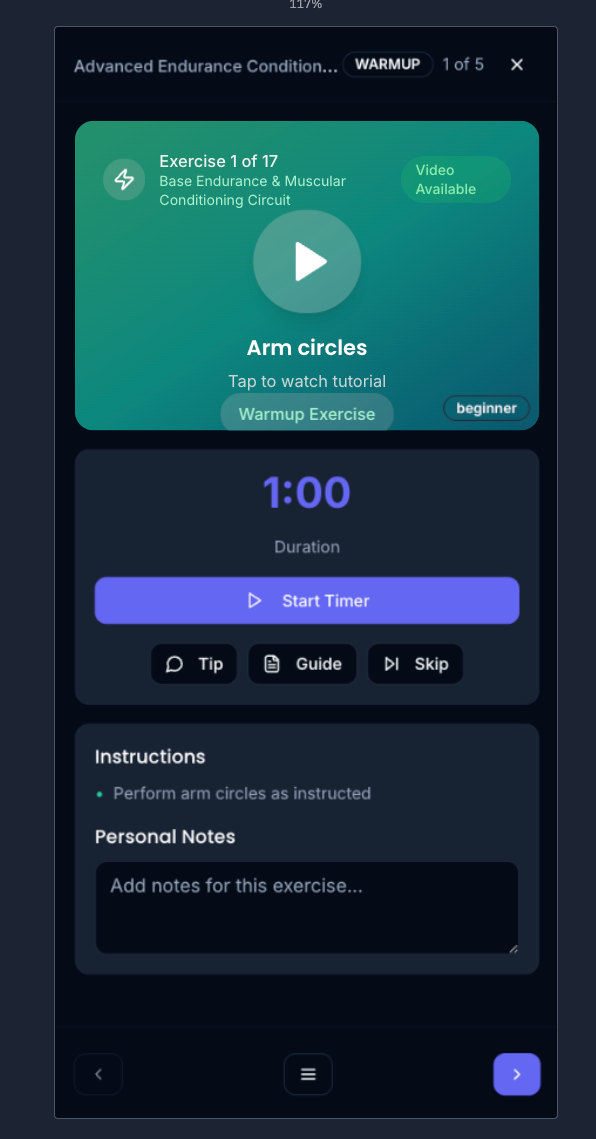 117%
Advanced Endurance Condition...
WARMUP
1 of 5
Exercise 1 of 17
Base Endurance & Muscular
Conditioning Circuit
Video
Available
Arm circles
Tap to watch tutorial
Warmup Exercise
beginner
1:00
Duration
Start Timer
Tip
Guide
Skip
Instructions
• Perform arm circles as instructed
Personal Notes
Add notes for this exercise...